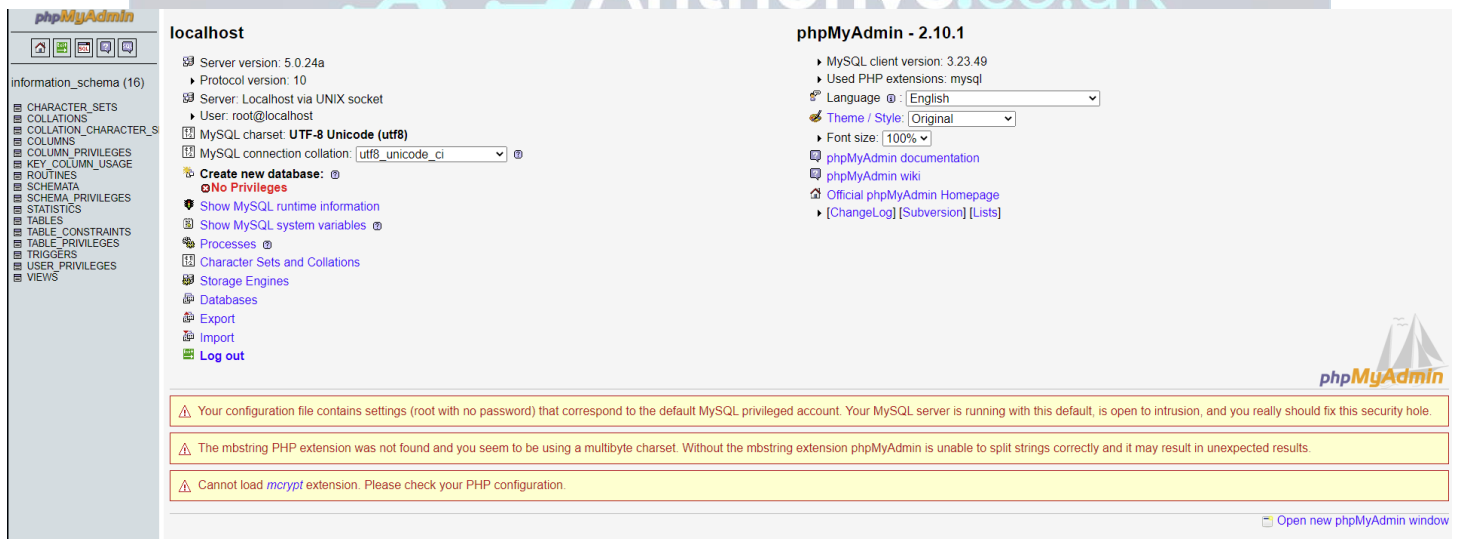 Anthonys.co.uk
phpMyAdmin
SQL
information_schema (16)
CHARACTER_SETS
COLLATIONS
COLLATION_CHARACTER_S
COLUMNS
COLUMN_PRIVILEGES
KEY_COLUMN_USAGE
ROUTINES
SCHEMATA
SCHEMA_PRIVILEGES
STATISTICS
TABLES
TABLE_CONSTRAINTS
TABLE_PRIVILEGES
TRIGGERS
USER_PRIVILEGES
VIEWS
localhost
Server version: 5.0.24a
Protocol version: 10
Server: Localhost via UNIX socket
User: root@localhost
MySQL charset: UTF-8 Unicode (utf8)
MySQL connection collation: utf8_unicode_ci
Create new database:
No Privileges
Show MySQL runtime information
Show MySQL system variables
Processes
Character Sets and Collations
Storage Engines
Databases
Export
Import
Log out
phpMyAdmin - 2.10.1
MySQL client version: 3.23.49
Used PHP extensions: mysql
Language : English
Theme / Style: Original
Font size: 100%
phpMyAdmin documentation
phpMyAdmin wiki
Official phpMyAdmin Homepage
[ChangeLog] [Subversion] [Lists]
phpMyAdmin
Your configuration file contains settings (root with no password) that correspond to the default MySQL privileged account. Your MySQL server is running with this default, is open to intrusion, and you really should fix this security hole.
The mbstring PHP extension was not found and you seem to be using a multibyte charset. Without the mbstring extension phpMyAdmin is unable to split strings correctly and it may result in unexpected results.
Cannot load mcrypt extension. Please check your PHP configuration.
Open new phpMyAdmin window